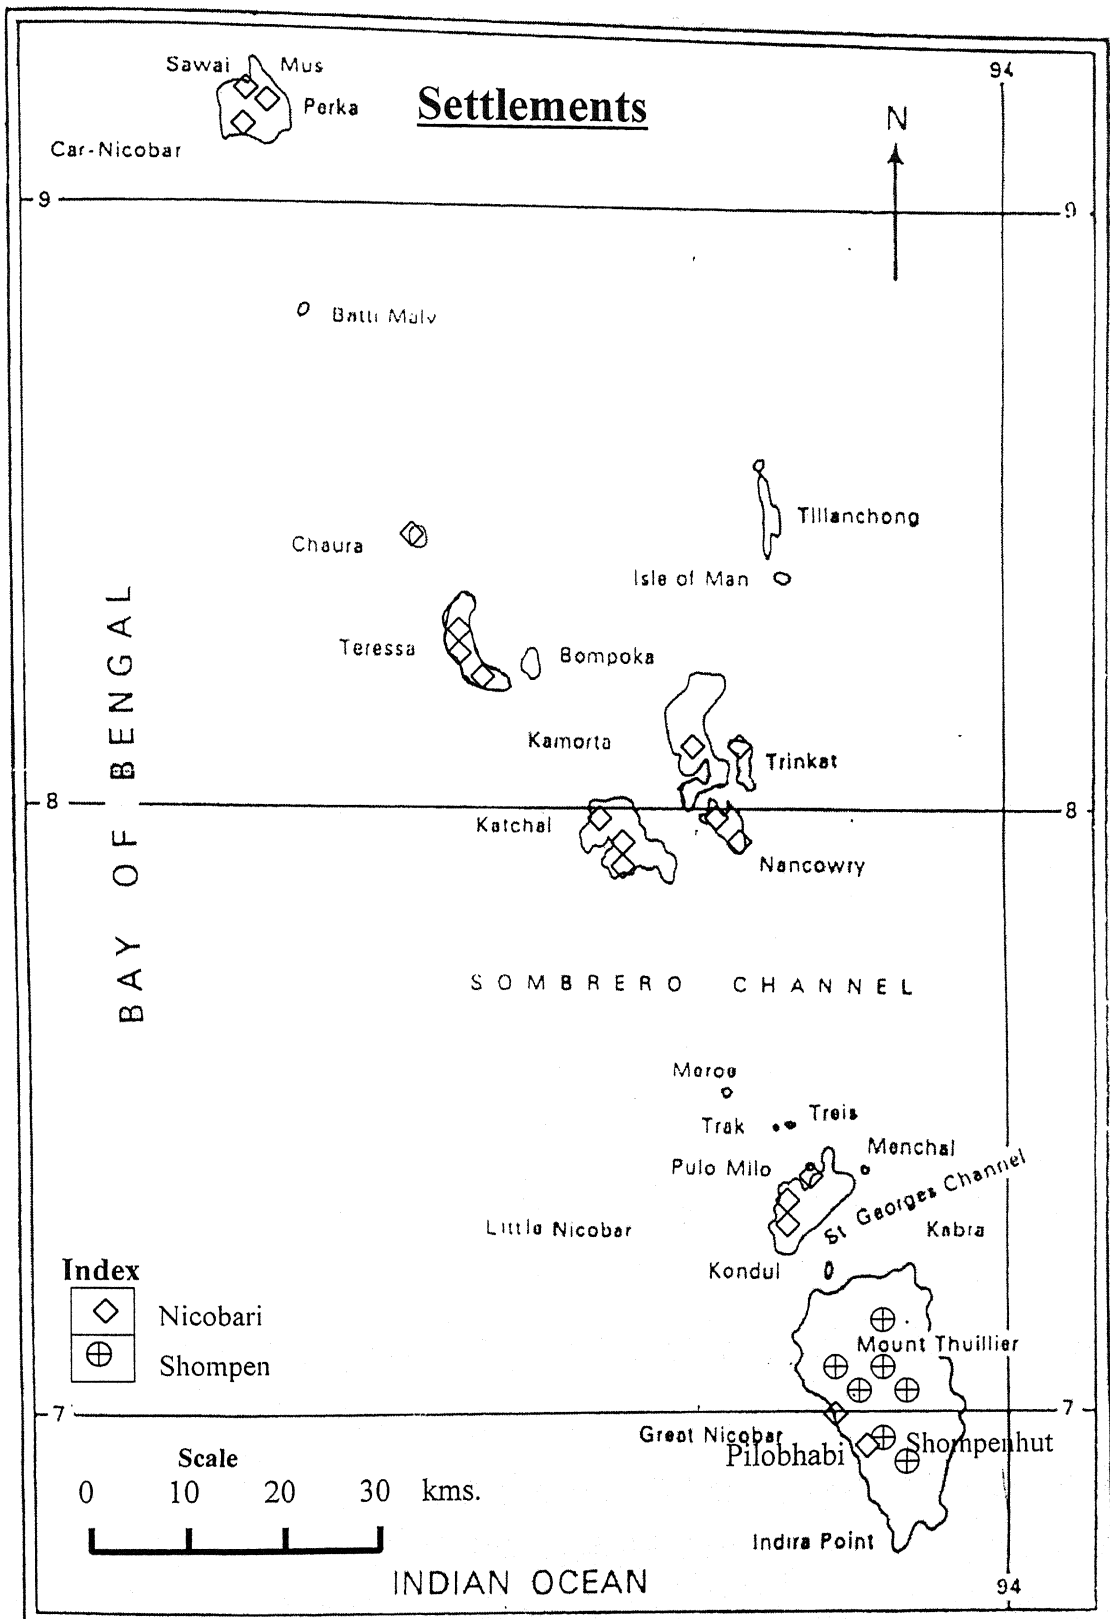 Sawai Mus
94
Settlements
Perka
N
Car-Nicobar
9 9
Batti Malv
Tillanchong
Chaura
Isle of Man
Teressa
Bompoka
BAY OF BENGAL
Kamorta
Trinkat
8 8
Katchal
Nancowry
SOMBRERO CHANNEL
Meroe
Treis
Trak
Menchal
Pulo Milo
St Georges Channel
Little Nicobar
Kabra
Kondul
Index
Nicobari
Mount Thuillier
Shompen
7 7
Great Nicobar
Pilobhabi
Shompenhut
Scale
0 10 20 30 kms.
Indira Point
INDIAN OCEAN
94